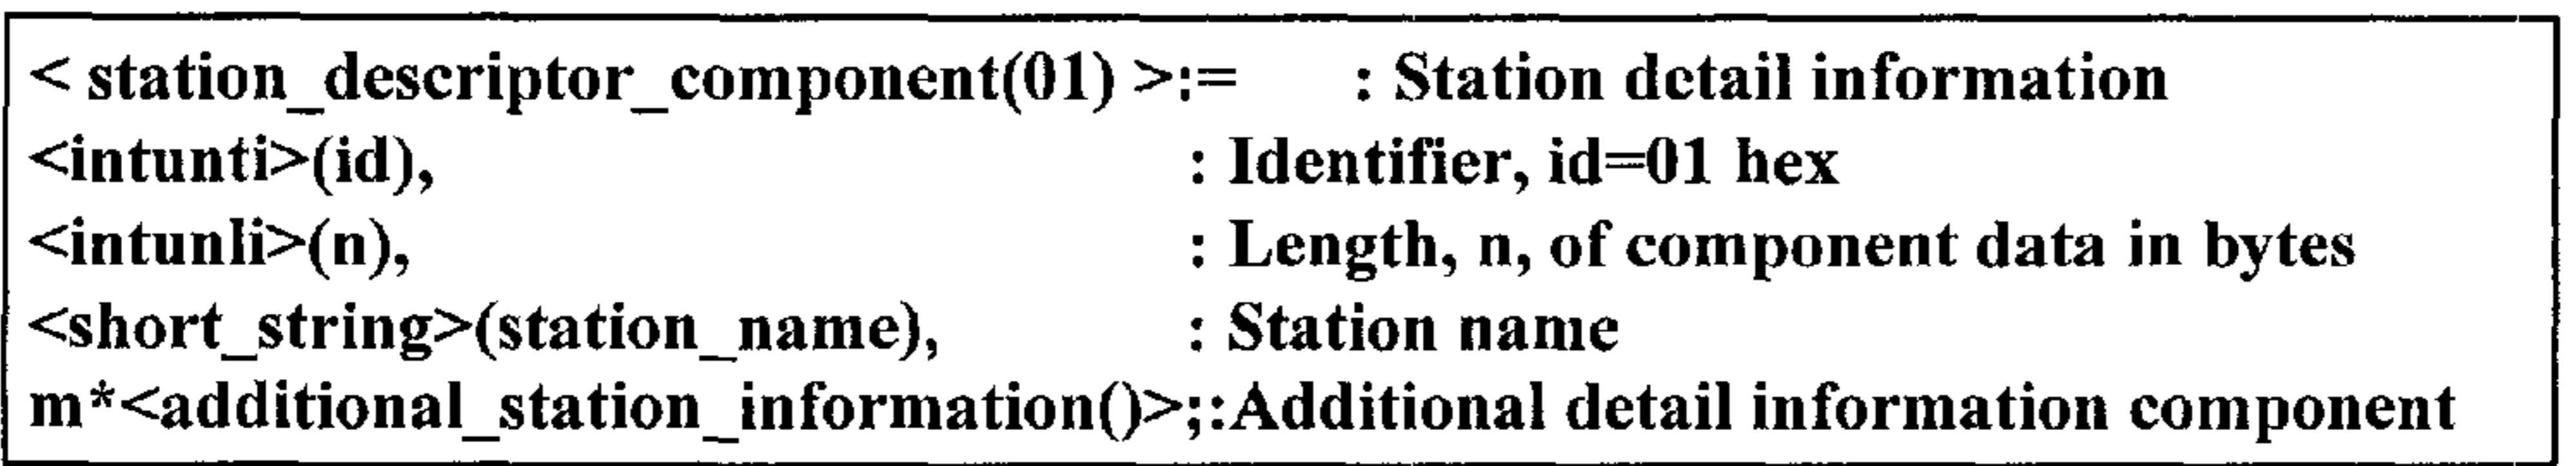 < station_descriptor_component(01) >:= : Station detail information
<intunti>(id), : Identifier, id=01 hex
<intunli>(n), : Length, n, of component data in bytes
<short_string>(station_name), : Station name
m*<additional_station_information()>;:Additional detail information component